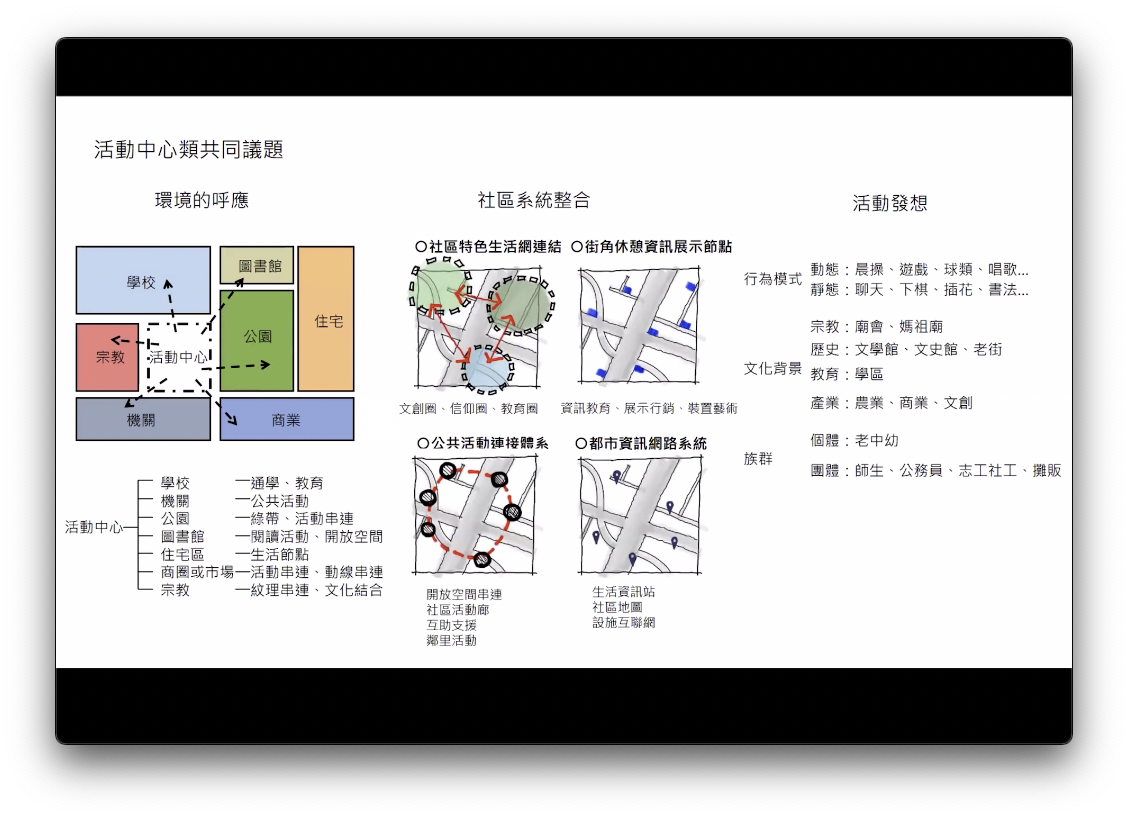 活動中心類共同議題
環境的呼應
學校
圖書館
住宅
公園
宗教
活動中心
機關
商業
活動中心
學校 通學、教育
機關 公共活動
公園 綠帶、活動串連
圖書館 閱讀活動、開放空間
住宅區 生活節點
商圈或市場 活動串連、動線串連
宗教 紋理串連、文化結合
社區系統整合
社區特色生活網連結
文創圈、信仰圈、教育圈
街角休憩資訊展示節點
資訊教育、展示行銷、裝置藝術
公共活動連接體系
開放空間串連
社區活動廊
互助支援
鄰里活動
都市資訊網路系統
生活資訊站
社區地圖
設施互聯網
活動發想
行為模式
動態：晨操、遊戲、球類、唱歌...
靜態：聊天、下棋、插花、書法...
文化背景
宗教：廟會、媽祖廟
歷史：文學館、文史館、老街
教育：學區
產業：農業、商業、文創
族群
個體：老中幼
團體：師生、公務員、志工社工、攤販